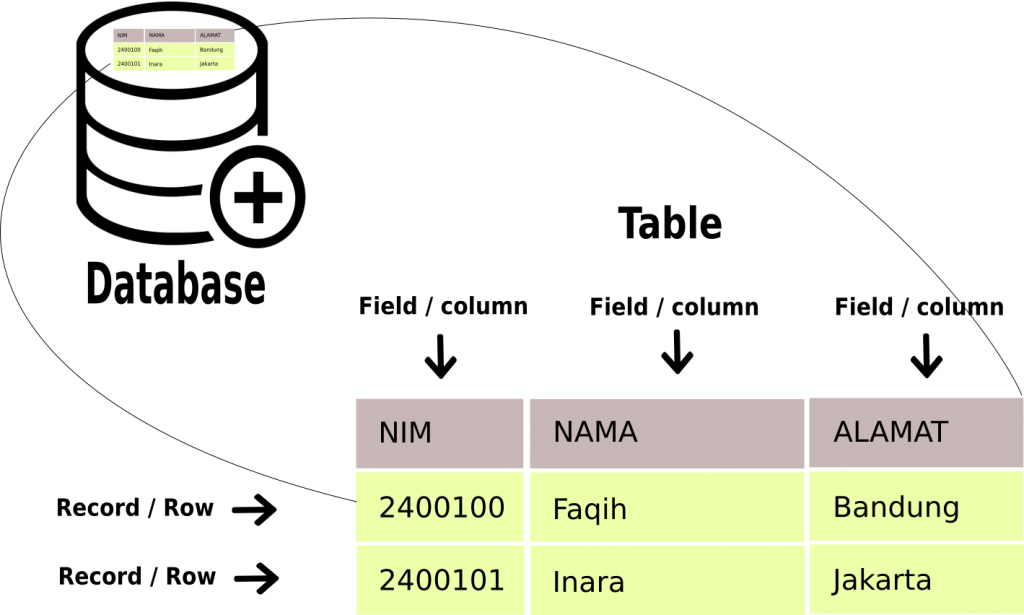 NIM NAMA ALAMAT
2400100 Faqih Bandung
2400101 Inara Jakarta
Database
Table
Field / column Field / column Field / column
NIM NAMA ALAMAT
Record / Row 2400100 Faqih Bandung
Record / Row 2400101 Inara Jakarta